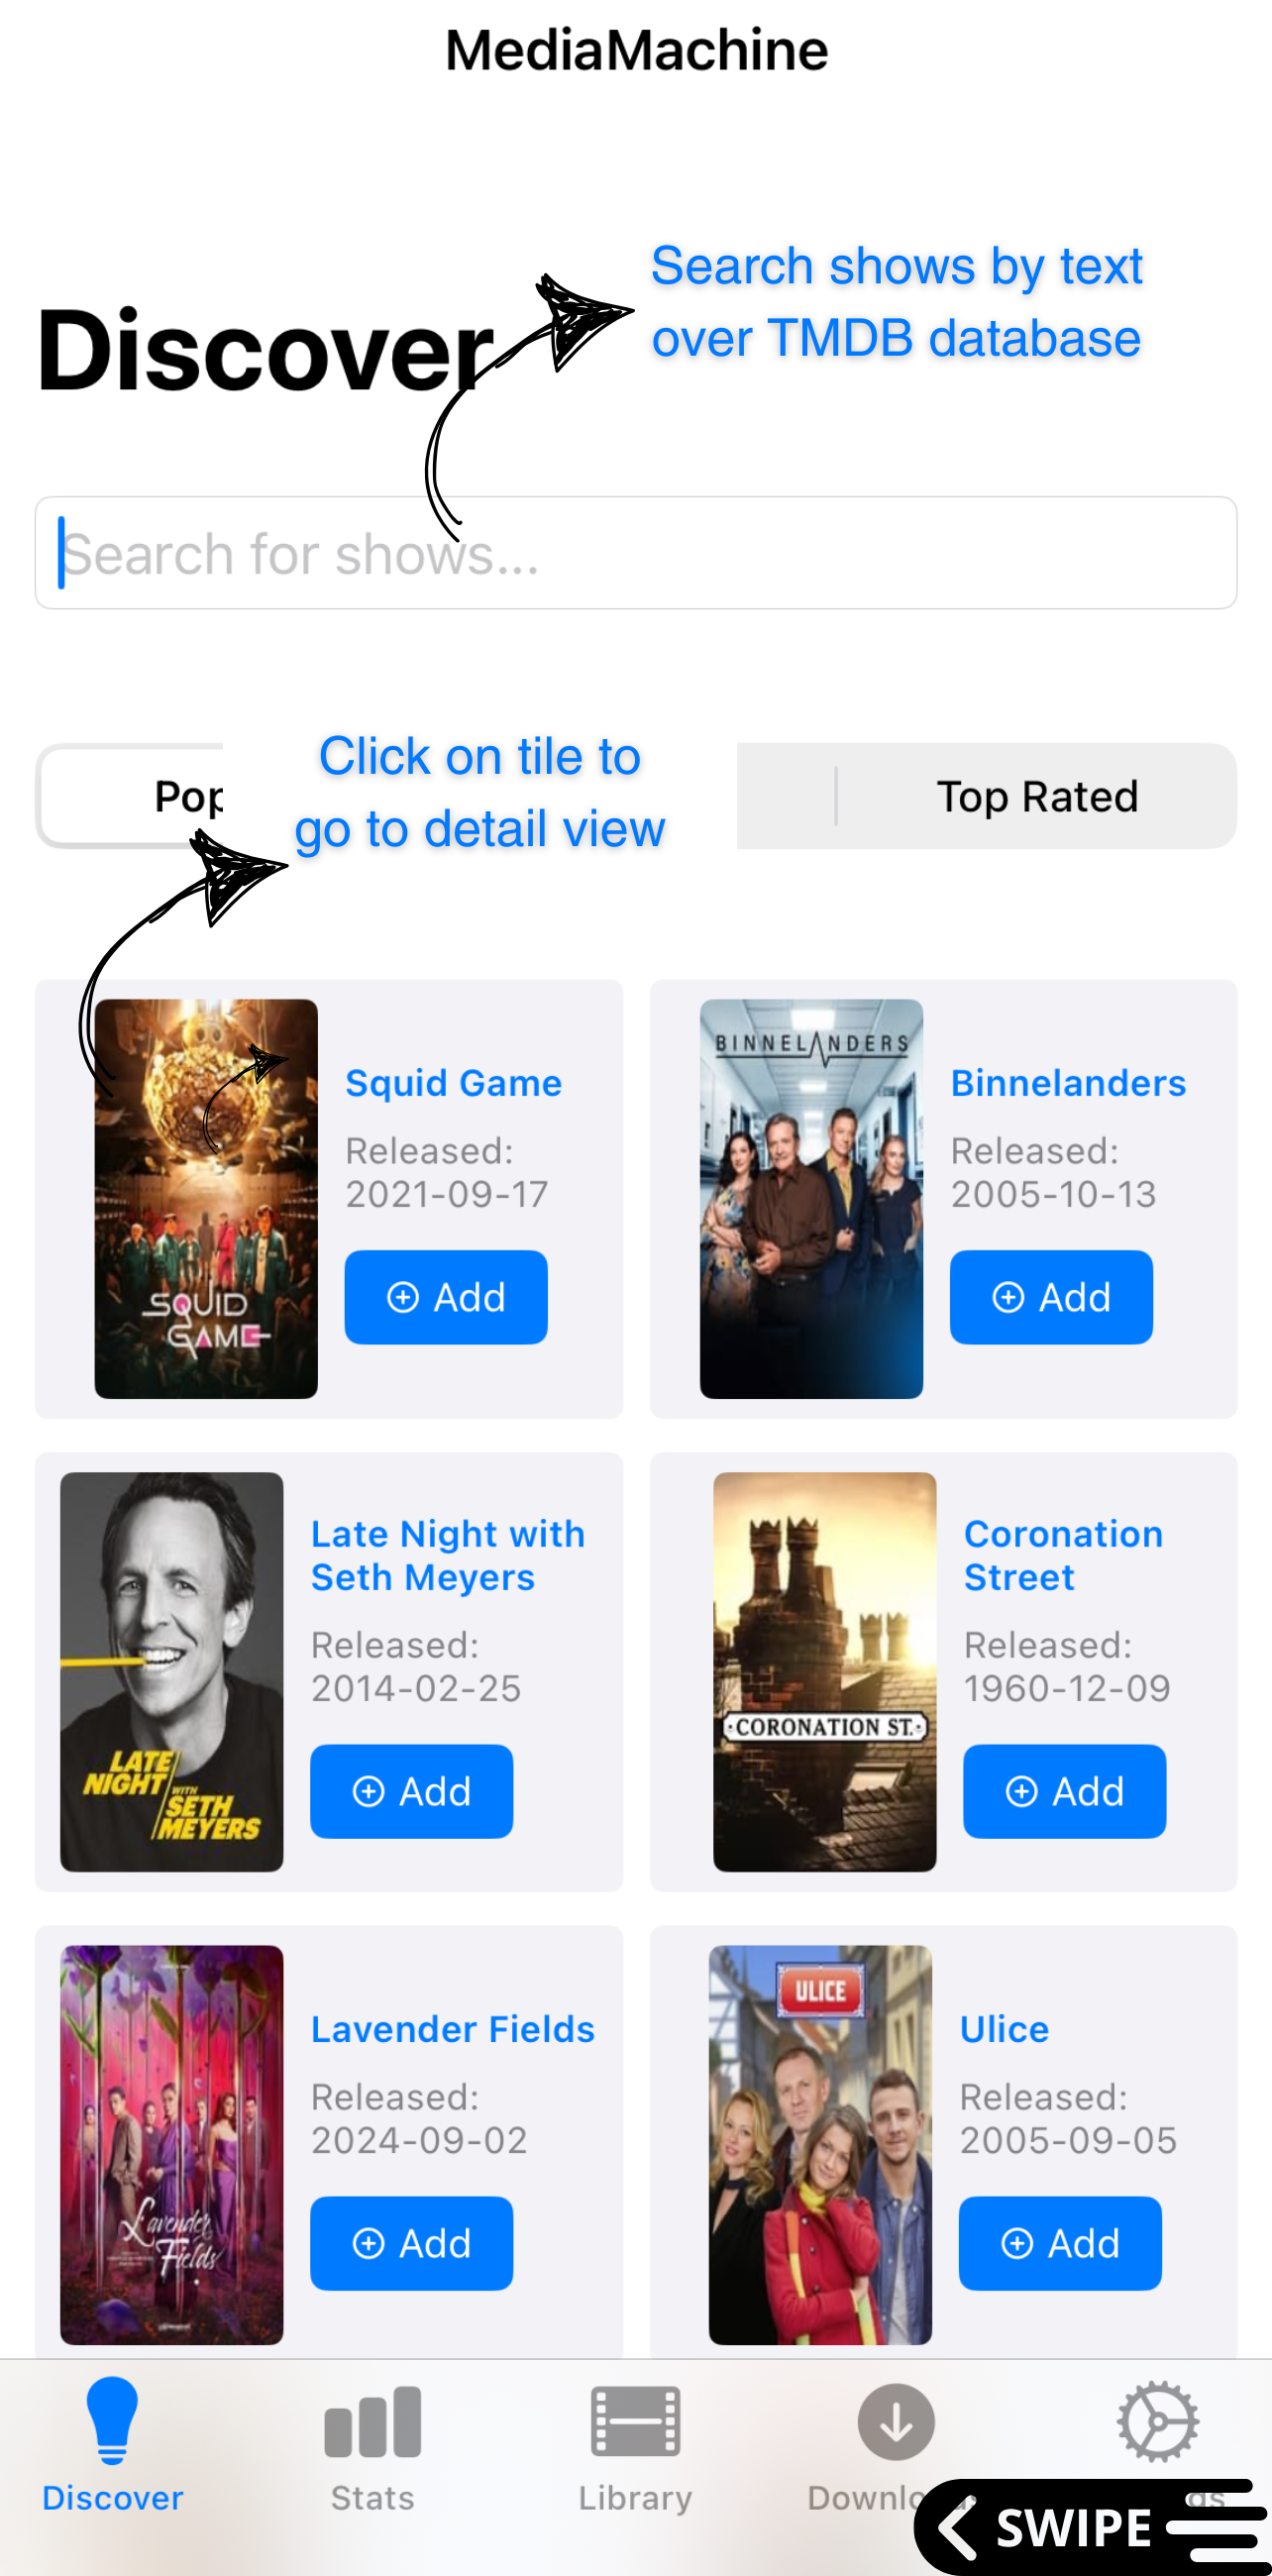 MediaMachine
Search shows by text
over TMDB database
Discover
Search for shows...
Click on tile to
go to detail view
Pop
Top Rated
SQUID
GAME
Squid Game
Released:
2021-09-17
Add
BINNELANDERS
Binnelanders
Released:
2005-10-13
Add
LATE
NIGHT
WITH
SETH
MEYERS
Late Night with
Seth Meyers
Released:
2014-02-25
Add
CORONATION ST.
Coronation
Street
Released:
1960-12-09
Add
Lavender
Fields
Lavender Fields
Released:
2024-09-02
Add
ULICE
Ulice
Released:
2005-09-05
Add
Discover
Stats
Library
SWIPE